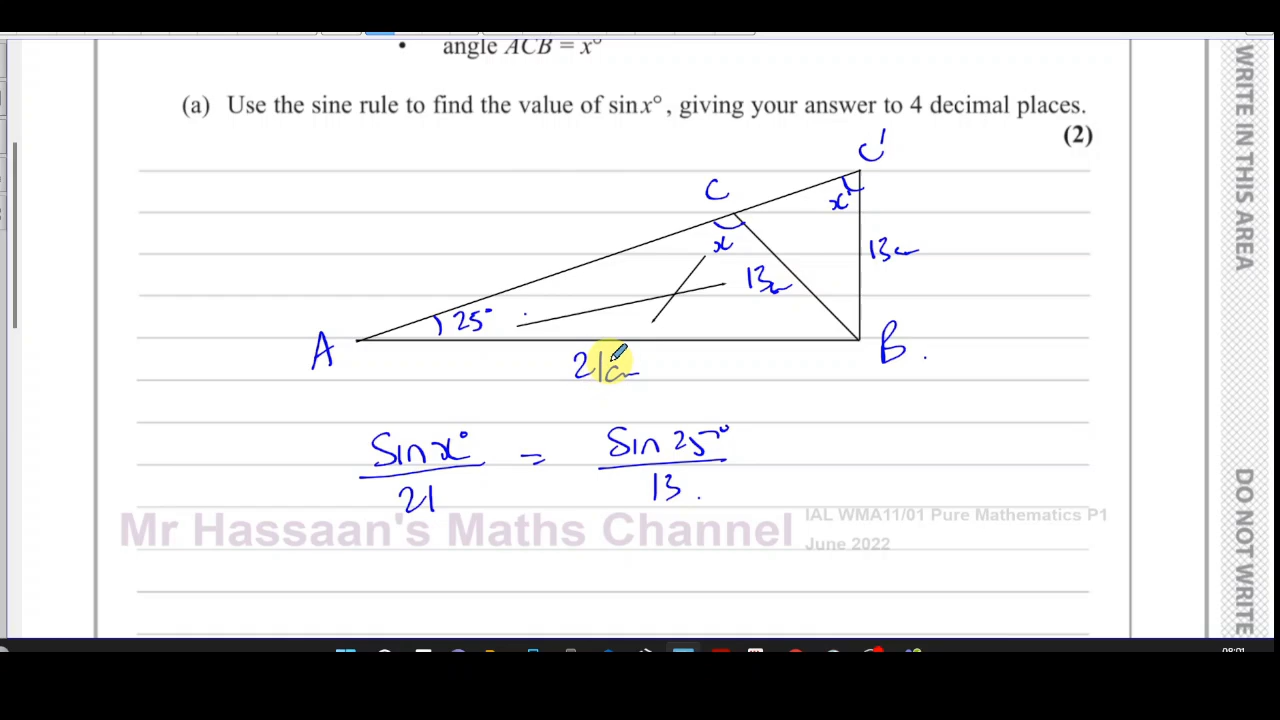 • angle ACB = x°
(a) Use the sine rule to find the value of sin x°, giving your answer to 4 decimal places.
(2)
C'
C
x
x
13cm
13cm
25°
A
B.
21cm
Sin x° / 21 = Sin 25° / 13.
Mr Hassaan's Maths Channel
IAL WMA11/01 Pure Mathematics P1
June 2022
WRITE IN THIS AREA
DO NOT WRITE